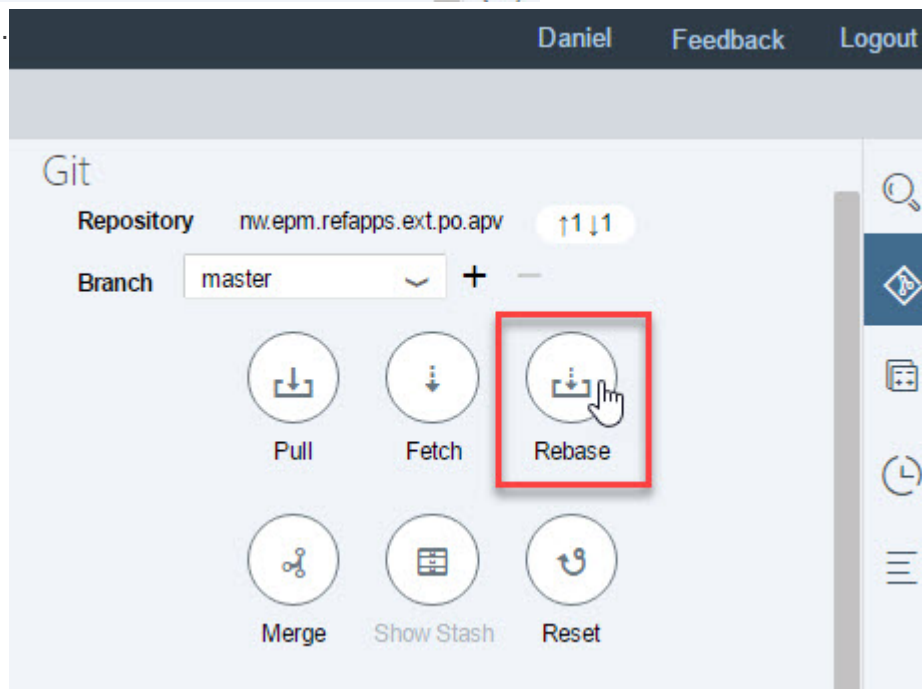 Daniel Feedback Logout
Git
Repository nw.epm.refapps.ext.po.apv ↑1↓1
Branch master + −
Pull Fetch Rebase
Merge Show Stash Reset